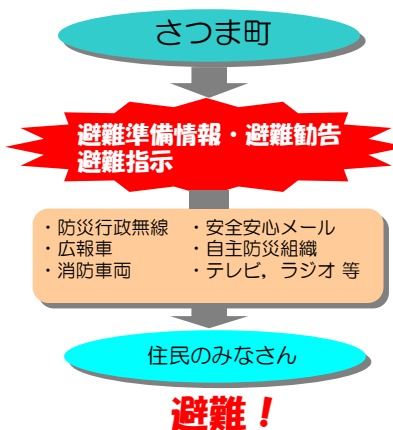 さつま町
避難準備情報・避難勧告
避難指示
・防災行政無線 ・安全安心メール
・広報車 ・自主防災組織
・消防車両 ・テレビ，ラジオ 等
住民のみなさん
避難！